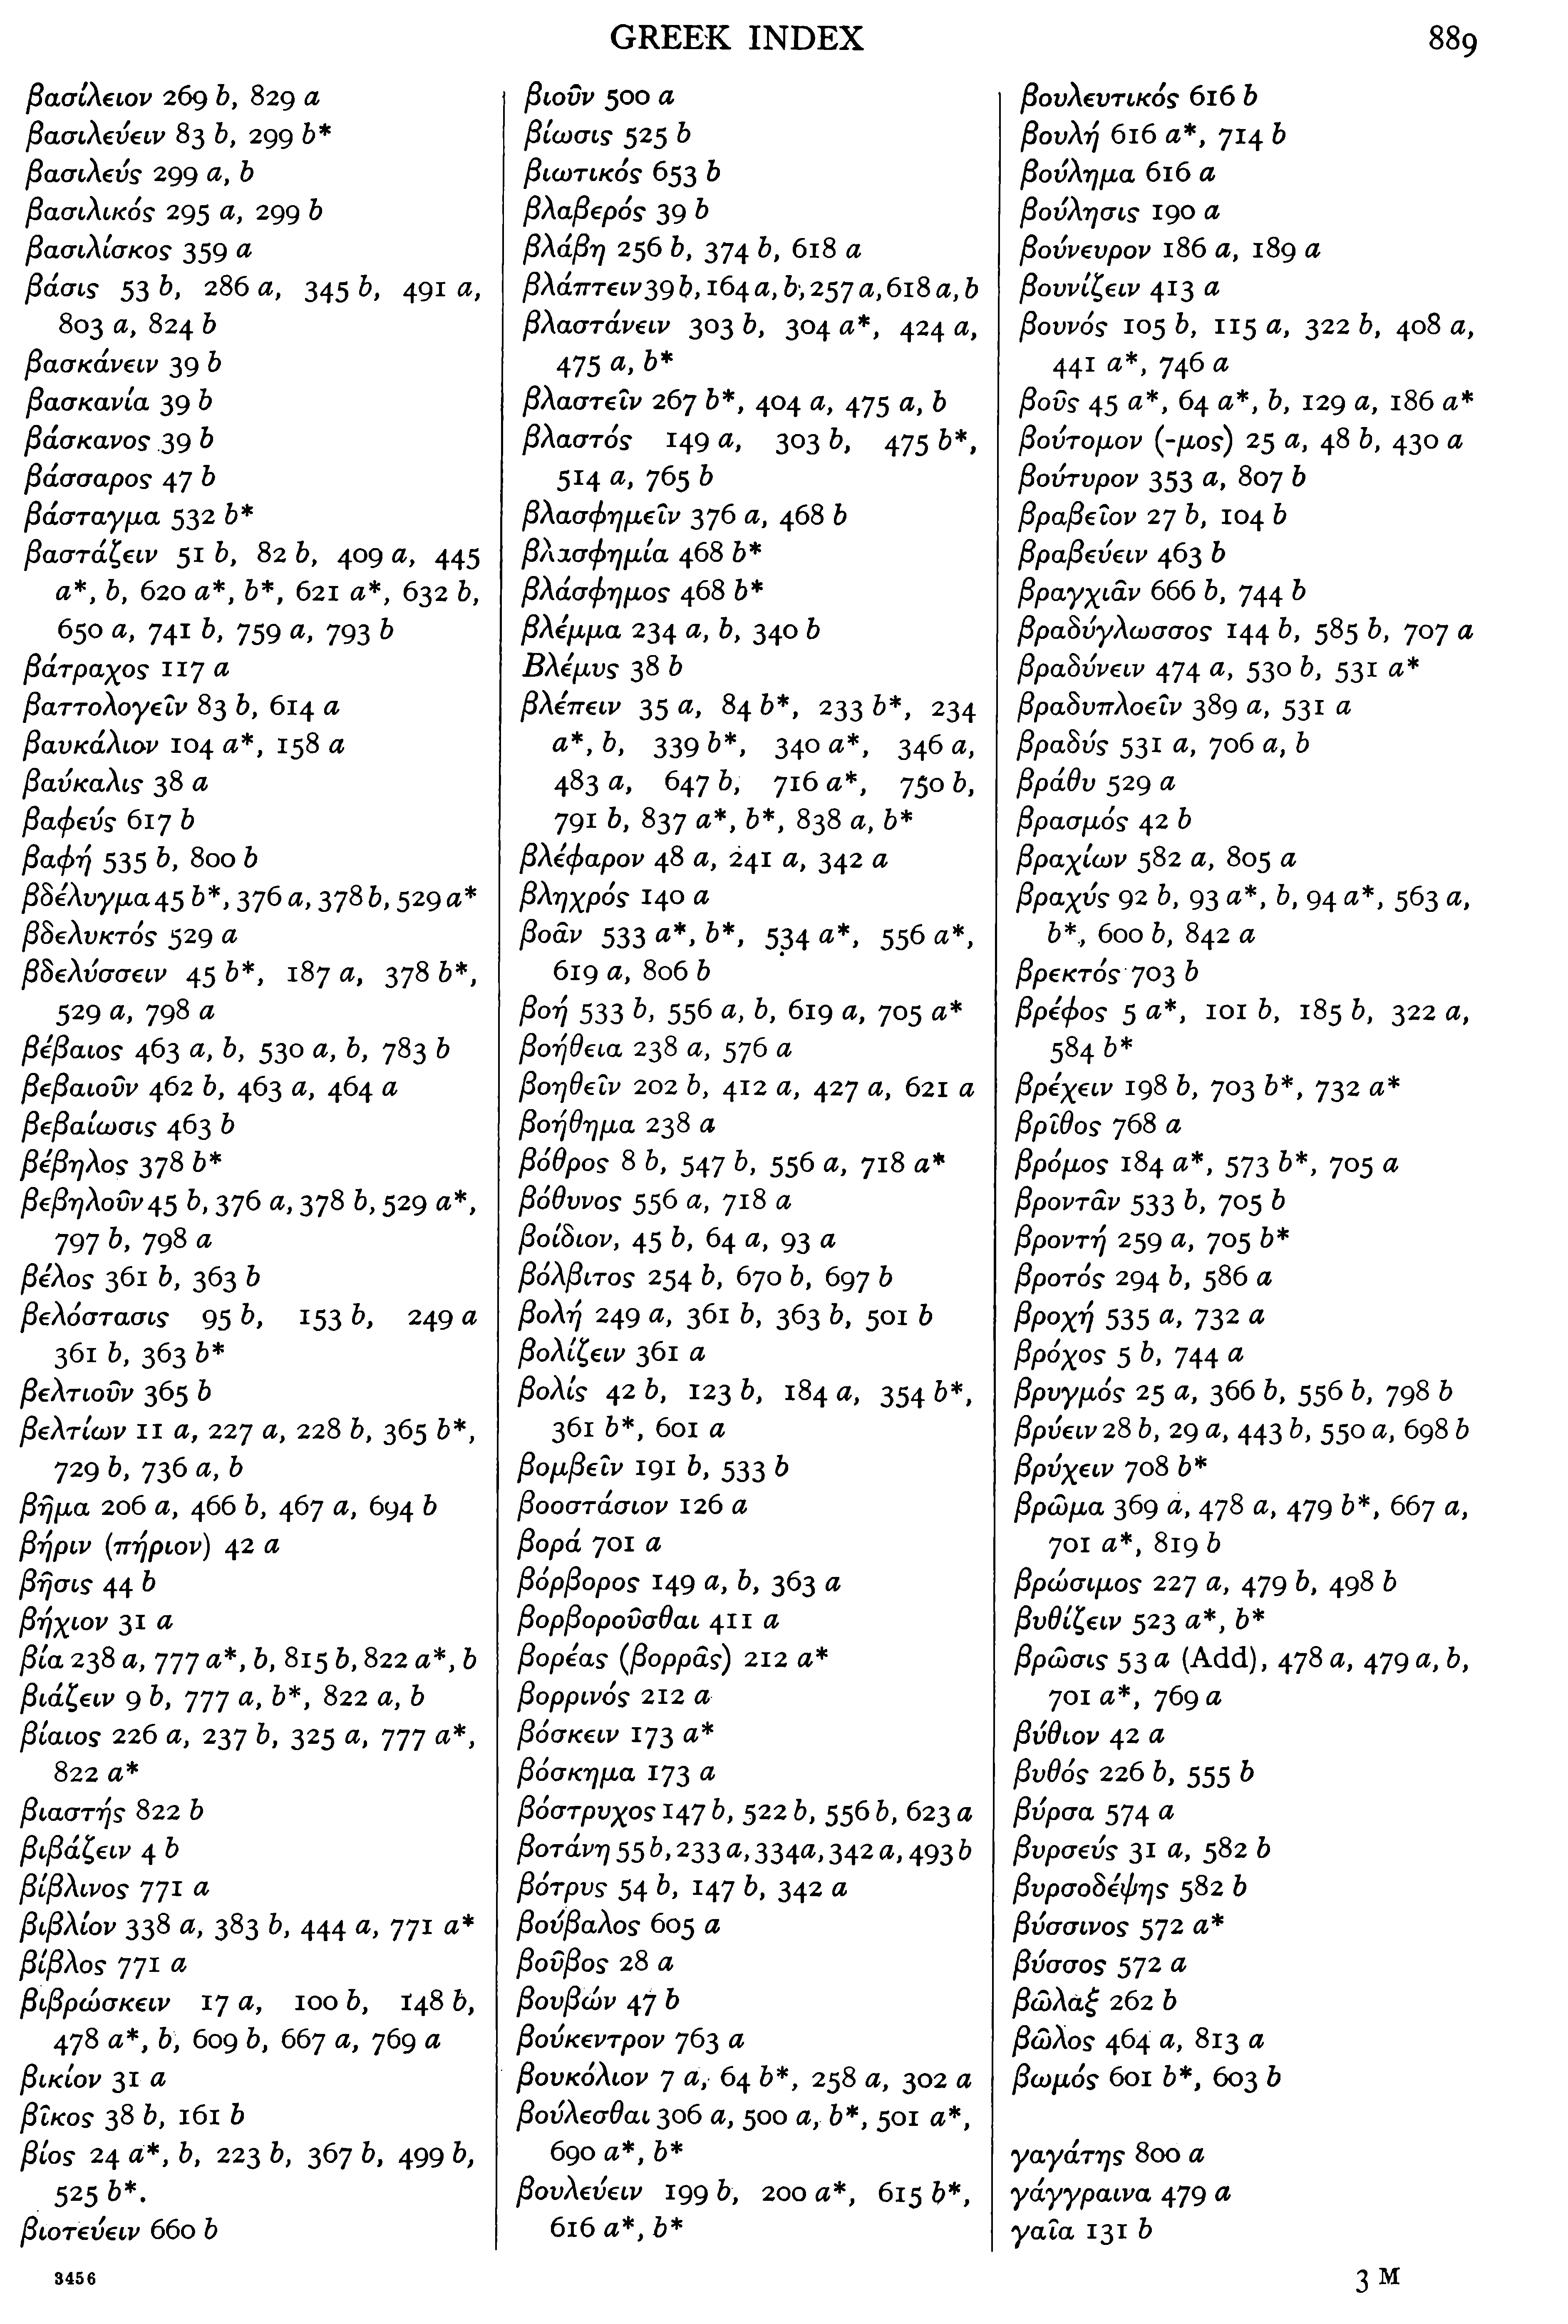 GREEK INDEX 889
βασίλειον 269 b, 829 a
βασιλεύειν 83 b, 299 b*
βασιλεύς 299 a, b
βασιλικός 295 a, 299 b
βασιλίσκος 359 a
βάσις 53 b, 286 a, 345 b, 491 a,
803 a, 824 b
βασκάνειν 39 b
βασκανία 39 b
βάσκανος 39 b
βάσσαρος 47 b
βάσταγμα 532 b*
βαστάζειν 51 b, 82 b, 409 a, 445
a*, b, 620 a*, b*, 621 a*, 632 b,
650 a, 741 b, 759 a, 793 b
βάτραχος 117 a
βαττολογεῖν 83 b, 614 a
βαυκάλιον 104 a*, 158 a
βαύκαλις 38 a
βαφεύς 617 b
βαφή 535 b, 800 b
βδέλυγμα 45 b*, 376 a, 378 b, 529 a*
βδελυκτός 529 a
βδελύσσειν 45 b*, 187 a, 378 b*,
529 a, 798 a
βέβαιος 463 a, b, 530 a, b, 783 b
βεβαιοῦν 462 b, 463 a, 464 a
βεβαίωσις 463 b
βέβηλος 378 b*
βεβηλοῦν 45 b, 376 a, 378 b, 529 a*,
797 b, 798 a
βέλος 361 b, 363 b
βελόστασις 95 b, 153 b, 249 a
361 b, 363 b*
βελτιοῦν 365 b
βελτίων 11 a, 227 a, 228 b, 365 b*,
729 b, 736 a, b
βῆμα 206 a, 466 b, 467 a, 694 b
βήριν (πήριον) 42 a
βῆσις 44 b
βήχιον 31 a
βία 238 a, 777 a*, b, 815 b, 822 a*, b
βιάζειν 9 b, 777 a, b*, 822 a, b
βίαιος 226 a, 237 b, 325 a, 777 a*,
822 a*
βιαστής 822 b
βιβάζειν 4 b
βίβλινος 771 a
βιβλίον 338 a, 383 b, 444 a, 771 a*
βίβλος 771 a
βιβρώσκειν 17 a, 100 b, 148 b,
478 a*, b, 609 b, 667 a, 769 a
βικίον 31 a
βῖκος 38 b, 161 b
βίος 24 a*, b, 223 b, 367 b, 499 b,
525 b*.
βιοτεύειν 660 b
βιοῦν 500 a
βίωσις 525 b
βιωτικός 653 b
βλαβερός 39 b
βλάβη 256 b, 374 b, 618 a
βλάπτειν 39 b, 164 a, b, 257 a, 618 a, b
βλαστάνειν 303 b, 304 a*, 424 a,
475 a, b*
βλαστεῖν 267 b*, 404 a, 475 a, b
βλαστός 149 a, 303 b, 475 b*,
514 a, 765 b
βλασφημεῖν 376 a, 468 b
βλασφημία 468 b*
βλάσφημος 468 b*
βλέμμα 234 a, b, 340 b
Βλέμυς 38 b
βλέπειν 35 a, 84 b*, 233 b*, 234
a*, b, 339 b*, 340 a*, 346 a,
483 a, 647 b, 716 a*, 750 b,
791 b, 837 a*, b*, 838 a, b*
βλέφαρον 48 a, 241 a, 342 a
βληχρός 140 a
βοᾶν 533 a*, b*, 534 a*, 556 a*,
619 a, 806 b
βοή 533 b, 556 a, b, 619 a, 705 a*
βοήθεια 238 a, 576 a
βοηθεῖν 202 b, 412 a, 427 a, 621 a
βοήθημα 238 a
βόθρος 8 b, 547 b, 556 a, 718 a*
βόθυνος 556 a, 718 a
βοίδιον, 45 b, 64 a, 93 a
βόλβιτος 254 b, 670 b, 697 b
βολή 249 a, 361 b, 363 b, 501 b
βολίζειν 361 a
βολίς 42 b, 123 b, 184 a, 354 b*,
361 b*, 601 a
βομβεῖν 191 b, 533 b
βοοστάσιον 126 a
βορά 701 a
βόρβορος 149 a, b, 363 a
βορβοροῦσθαι 411 a
βορέας (βορρᾶς) 212 a*
βορρινός 212 a
βόσκειν 173 a*
βόσκημα 173 a
βόστρυχος 147 b, 522 b, 556 b, 623 a
βοτάνη 55 b, 233 a, 334 a, 342 a, 493 b
βότρυς 54 b, 147 b, 342 a
βούβαλος 605 a
βοῦβος 28 a
βουβών 47 b
βούκεντρον 763 a
βουκόλιον 7 a, 64 b*, 258 a, 302 a
βούλεσθαι 306 a, 500 a, b*, 501 a*,
690 a*, b*
βουλεύειν 199 b, 200 a*, 615 b*,
616 a*, b*
βουλευτικός 616 b
βουλή 616 a*, 714 b
βούλημα 616 a
βούλησις 190 a
βούνευρον 186 a, 189 a
βουνίζειν 413 a
βουνός 105 b, 115 a, 322 b, 408 a,
441 a*, 746 a
βοῦς 45 a*, 64 a*, b, 129 a, 186 a*
βούτομον (-μος) 25 a, 48 b, 430 a
βούτυρον 353 a, 807 b
βραβεῖον 27 b, 104 b
βραβεύειν 463 b
βραγχιᾶν 666 b, 744 b
βραδύγλωσσος 144 b, 585 b, 707 a
βραδύνειν 474 a, 530 b, 531 a*
βραδυπλοεῖν 389 a, 531 a
βραδύς 531 a, 706 a, b
βράθυ 529 a
βρασμός 42 b
βραχίων 582 a, 805 a
βραχύς 92 b, 93 a*, b, 94 a*, 563 a,
b*, 600 b, 842 a
βρεκτός 703 b
βρέφος 5 a*, 101 b, 185 b, 322 a,
584 b*
βρέχειν 198 b, 703 b*, 732 a*
βρῖθος 768 a
βρόμος 184 a*, 573 b*, 705 a
βροντᾶν 533 b, 705 b
βροντή 259 a, 705 b*
βροτός 294 b, 586 a
βροχή 535 a, 732 a
βρόχος 5 b, 744 a
βρυγμός 25 a, 366 b, 556 b, 798 b
βρύειν 28 b, 29 a, 443 b, 550 a, 698 b
βρύχειν 708 b*
βρῶμα 369 a, 478 a, 479 b*, 667 a,
701 a*, 819 b
βρώσιμος 227 a, 479 b, 498 b
βυθίζειν 523 a*, b*
βρῶσις 53 a (Add), 478 a, 479 a, b,
701 a*, 769 a
βύθιον 42 a
βυθός 226 b, 555 b
βύρσα 574 a
βυρσεύς 31 a, 582 b
βυρσοδέψης 582 b
βύσσινος 572 a*
βύσσος 572 a
βῶλαξ 262 b
βῶλος 464 a, 813 a
βωμός 601 b*, 603 b
γαγάτης 800 a
γάγγραινα 479 a
γαῖα 131 b
3456 3 M